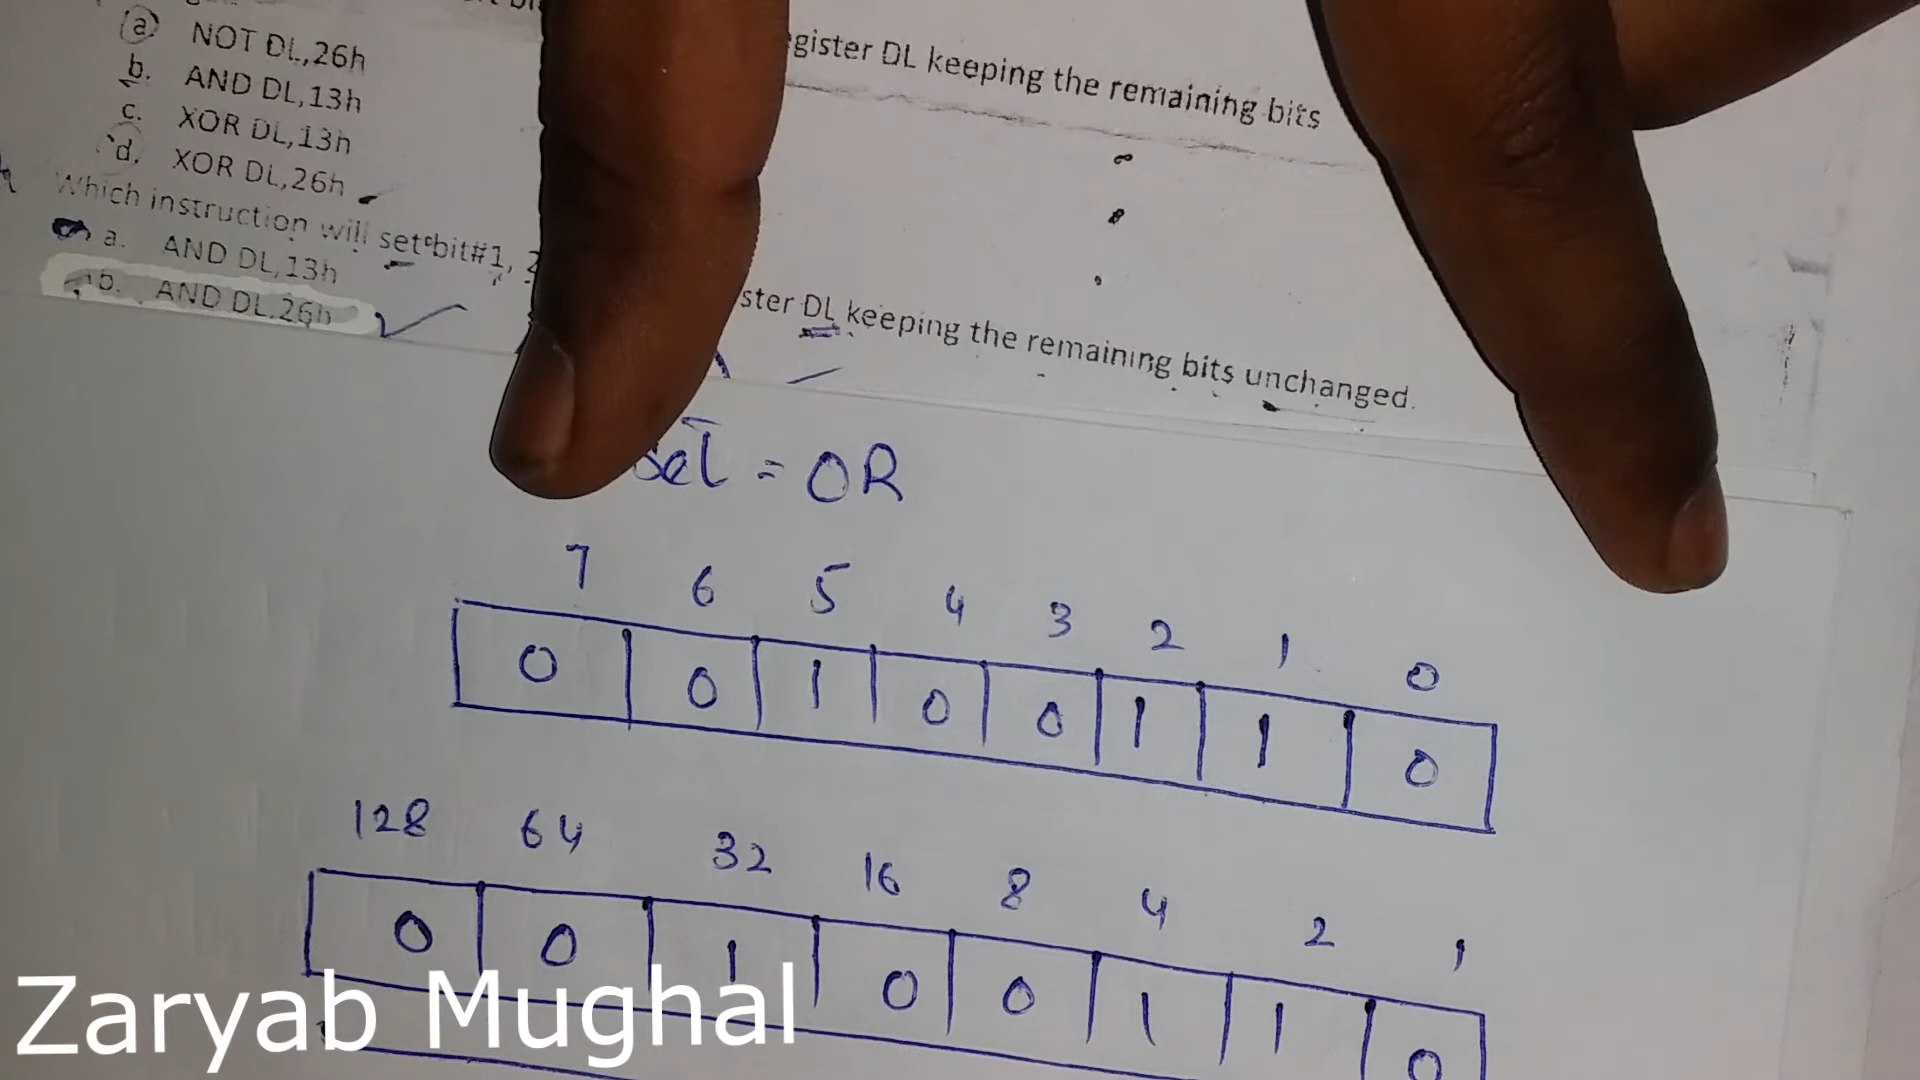 a) NOT DL,26h
egister DL keeping the remaining bits
b. AND DL,13h
c. XOR DL,13h
d. XOR DL,26h
Which instruction will set bit#1, 2
ster DL keeping the remaining bits unchanged.
a. AND DL,13h
b. AND DL,26h
Set = OR
7 6 5 4 3 2 1 0
0 0 1 0 0 1 1 0
128 64 32 16 8 4 2 1
0 0 1 0 0 1 1 0
Zaryab Mughal